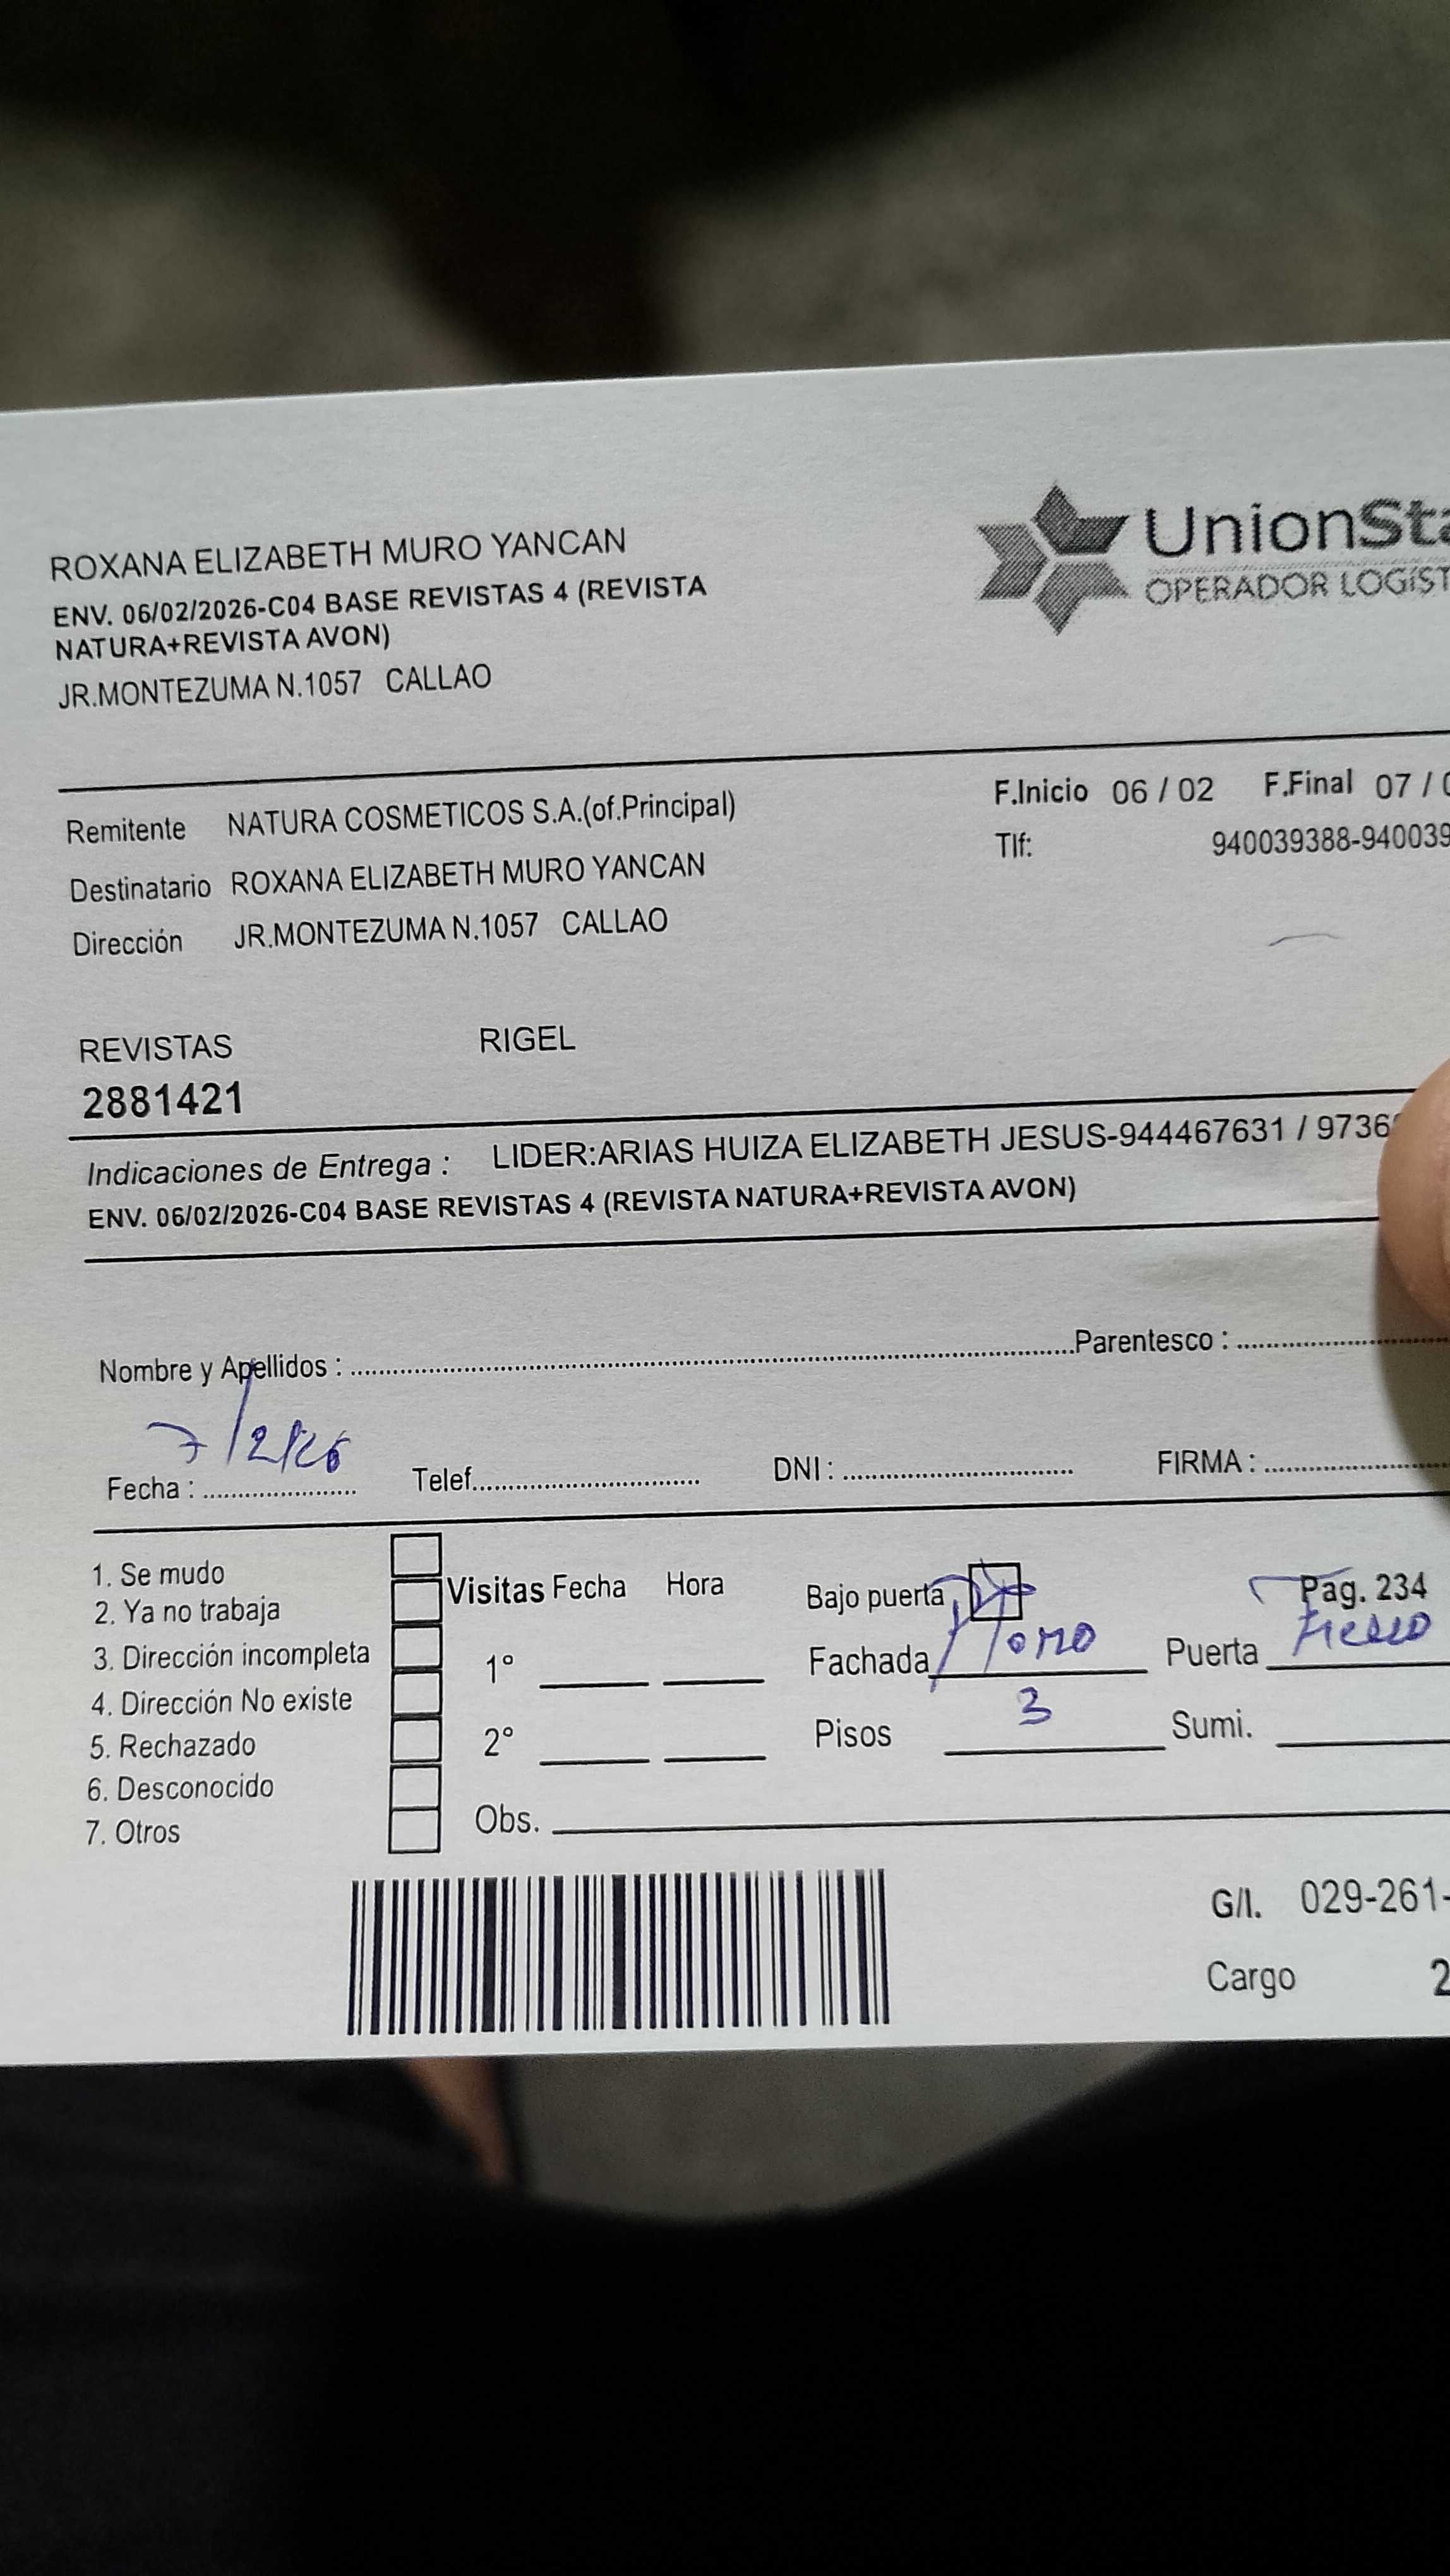 ROXANA ELIZABETH MURO YANCAN
ENV. 06/02/2026-C04 BASE REVISTAS 4 (REVISTA
NATURA+REVISTA AVON)
JR.MONTEZUMA N.1057 CALLAO
UnionSta
OPERADOR LOGÍST
Remitente NATURA COSMETICOS S.A.(of.Principal)
F.Inicio 06 / 02 F.Final 07 / 0
Destinatario ROXANA ELIZABETH MURO YANCAN
Tlf: 940039388-940039
Dirección JR.MONTEZUMA N.1057 CALLAO
REVISTAS RIGEL
2881421
Indicaciones de Entrega : LIDER:ARIAS HUIZA ELIZABETH JESUS-944467631 / 9736
ENV. 06/02/2026-C04 BASE REVISTAS 4 (REVISTA NATURA+REVISTA AVON)
Nombre y Apellidos : Parentesco :
7/2/26
Fecha : Telef. DNI : FIRMA :
1. Se mudo
2. Ya no trabaja
3. Dirección incompleta
4. Dirección No existe
5. Rechazado
6. Desconocido
7. Otros
Visitas Fecha Hora
1°
2°
Obs.
Bajo puerta Pag. 234
Fachada Puerta
Pisos 3 Sumi.
G/I. 029-261-
Cargo 2